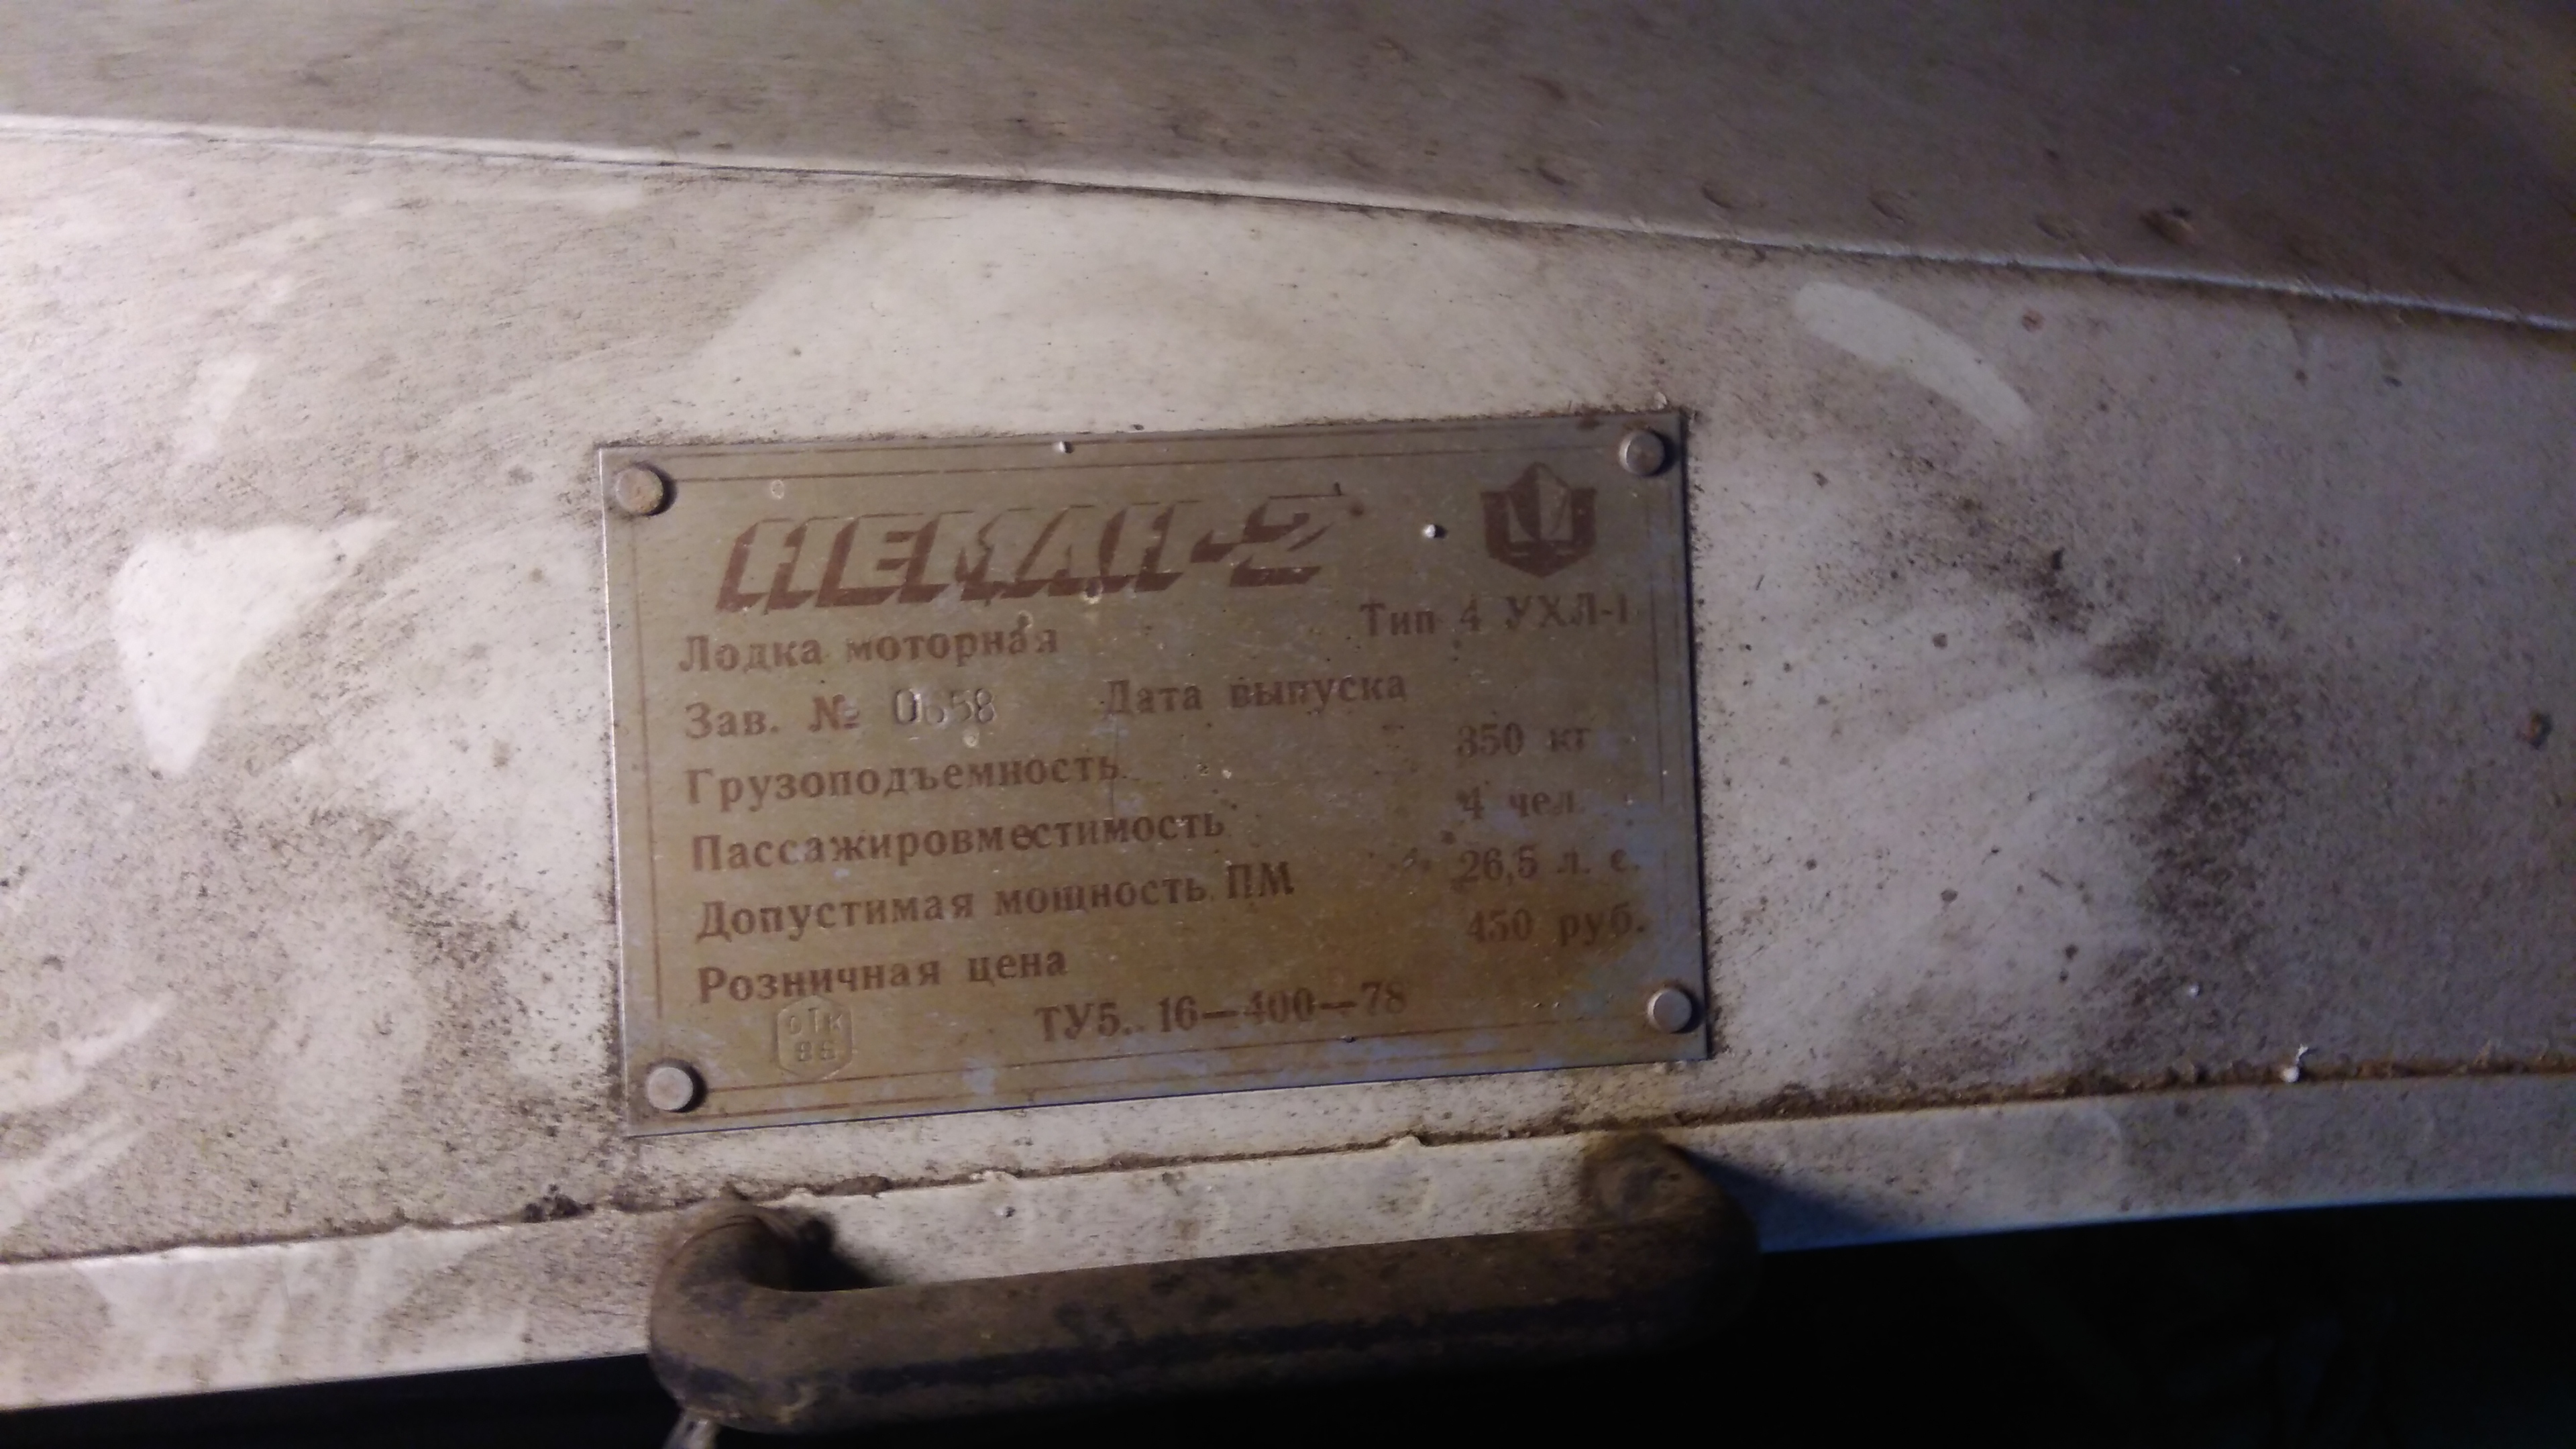 НЕМАН-2
Лодка моторная Тип 4 УХЛ-1
Зав. № 0658 Дата выпуска
Грузоподъемность 350 кг
Пассажировместимость 4 чел.
Допустимая мощность ПМ 26,5 л. с.
Розничная цена 450 руб.
ОТК ТУ5. 16—400—78